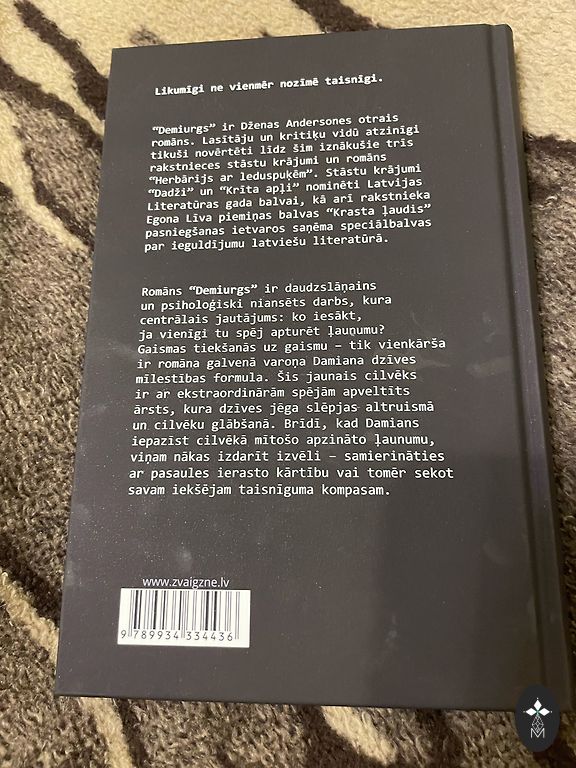 Likumīgi ne vienmēr nozīmē taisnīgi.
“Demiurgs” ir Dženas Andersones otrais
romāns. Lasītāju un kritiķu vidū atzinīgi
tikuši novērtēti līdz šim iznākušie trīs
rakstnieces stāstu krājumi un romāns
“Herbārijs ar leduspuķēm”. Stāstu krājumi
“Dadži” un “Krīta apļi” nominēti Latvijas
Literatūras gada balvai, kā arī rakstnieka
Egona Līva piemiņas balvas “Krasta ļaudis”
pasniegšanas ietvaros saņēma speciālbalvas
par ieguldījumu latviešu literatūrā.
Romāns “Demiurgs” ir daudzslāņains
un psiholoģiski niansēts darbs, kura
centrālais jautājums: ko iesākt,
ja vienīgi tu spēj apturēt ļaunumu?
Gaismas tiekšanās uz gaismu – tik vienkārša
ir romāna galvenā varoņa Damiana dzīves
mīlestības formula. Šis jaunais cilvēks
ir ar ekstraordinārām spējām apveltīts
ārsts, kura dzīves jēga slēpjas altruismā
un cilvēku glābšanā. Brīdī, kad Damians
iepazīst cilvēkā mītošo apzināto ļaunumu,
viņam nākas izdarīt izvēli – samierināties
ar pasaules ierasto kārtību vai tomēr sekot
savam iekšējam taisnīguma kompasam.
www.zvaigzne.lv
9 789934 334436
M